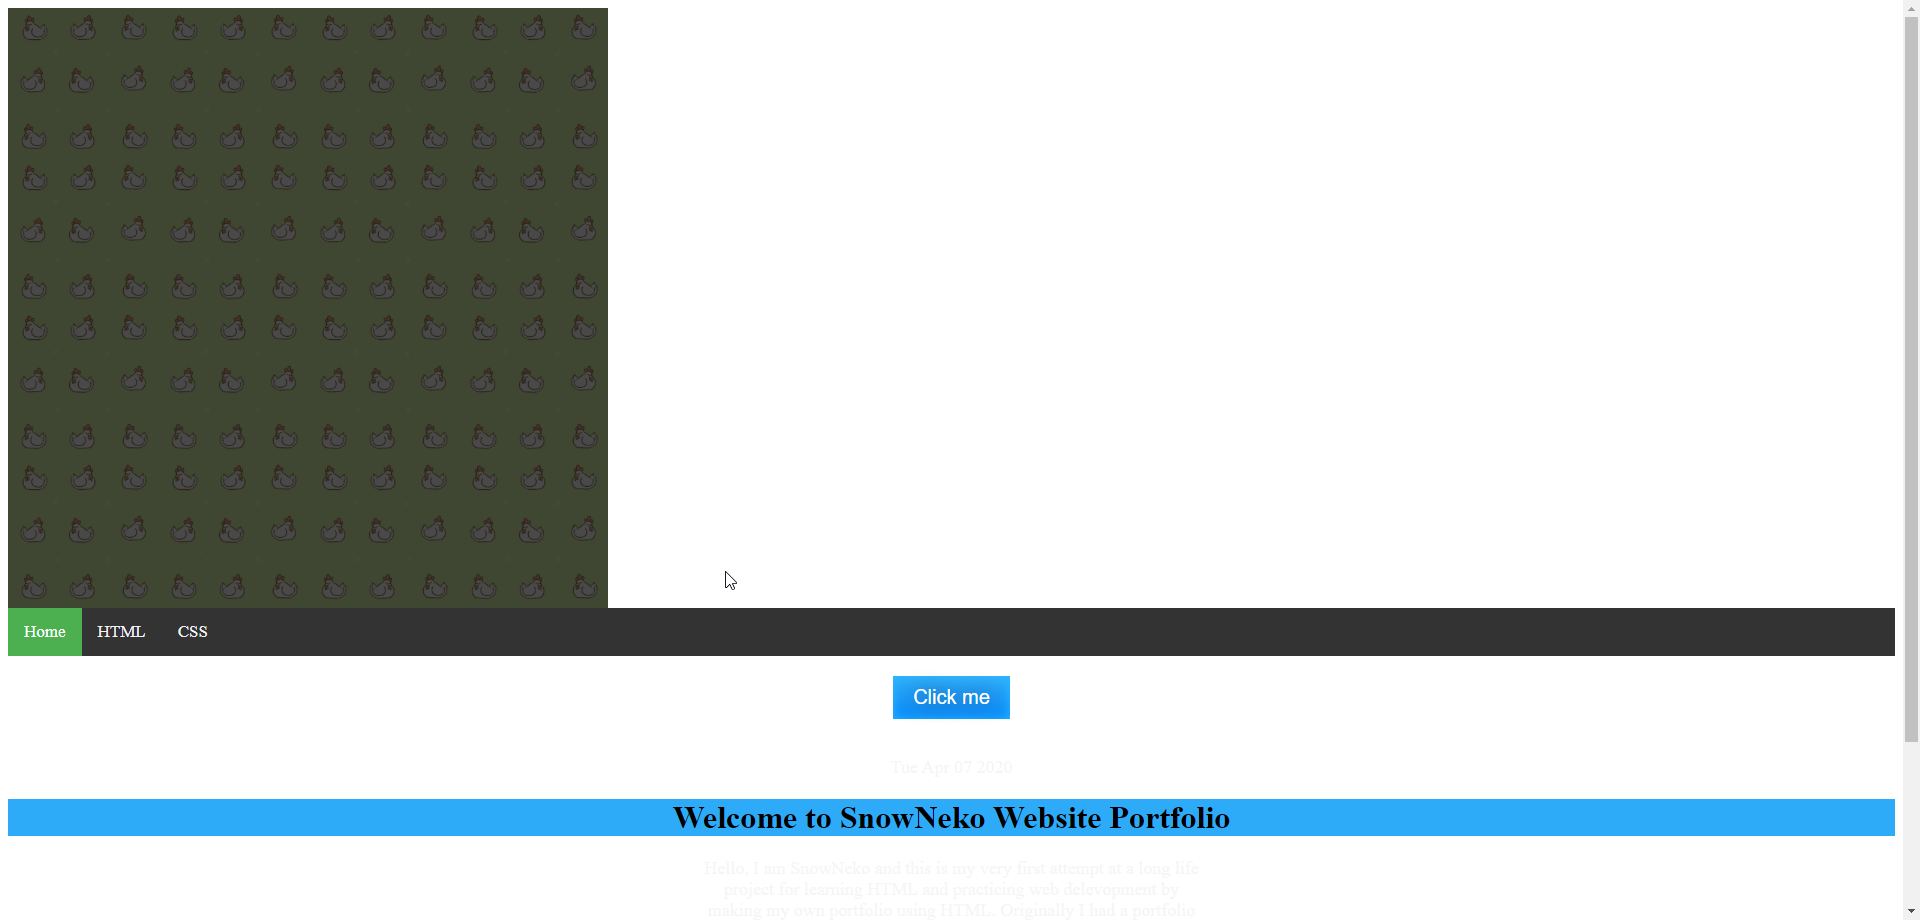 Home HTML CSS
Click me
Tue Apr 07 2020
Welcome to SnowNeko Website Portfolio
Hello, I am SnowNeko and this is my very first attempt at a long life
project for learning HTML and practicing web delevopment by
making my own portfolio using HTML. Originally I had a portfolio